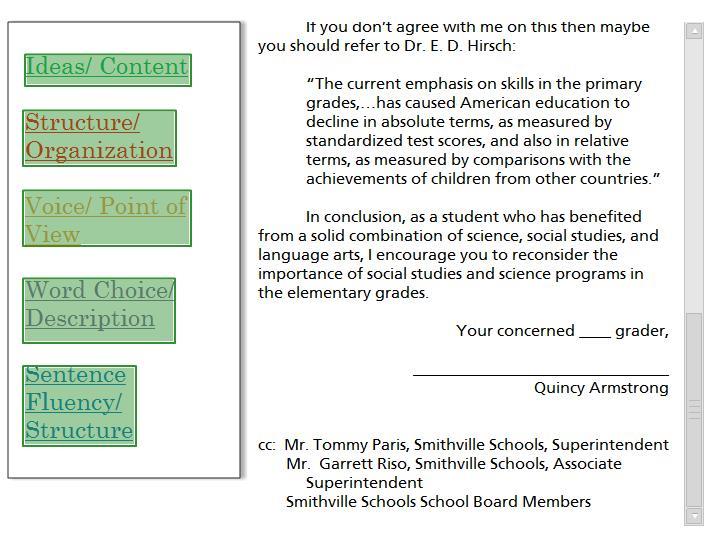 Ideas/ Content
Structure/
Organization
Voice/ Point of
View
Word Choice/
Description
Sentence
Fluency/
Structure
If you don’t agree with me on this then maybe
you should refer to Dr. E. D. Hirsch:
“The current emphasis on skills in the primary
grades,…has caused American education to
decline in absolute terms, as measured by
standardized test scores, and also in relative
terms, as measured by comparisons with the
achievements of children from other countries.”
In conclusion, as a student who has benefited
from a solid combination of science, social studies, and
language arts, I encourage you to reconsider the
importance of social studies and science programs in
the elementary grades.
Your concerned ____ grader,
Quincy Armstrong
cc: Mr. Tommy Paris, Smithville Schools, Superintendent
Mr. Garrett Riso, Smithville Schools, Associate
Superintendent
Smithville Schools School Board Members